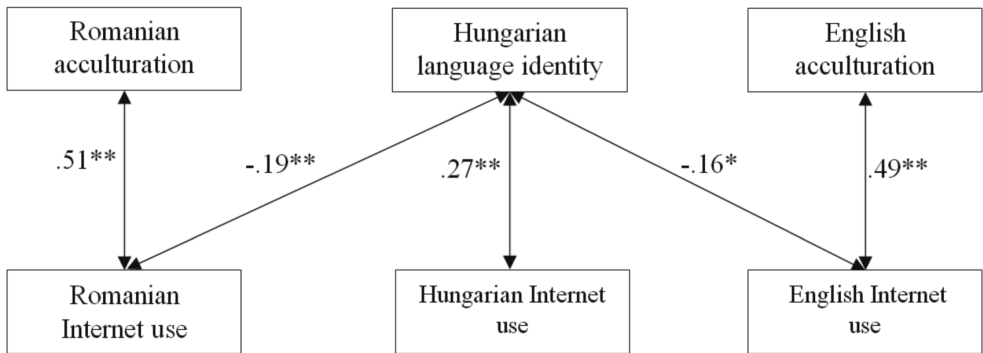 Romanian
acculturation
Hungarian
language identity
English
acculturation
.51**
-.19**
.27**
-.16*
.49**
Romanian
Internet use
Hungarian Internet
use
English Internet
use